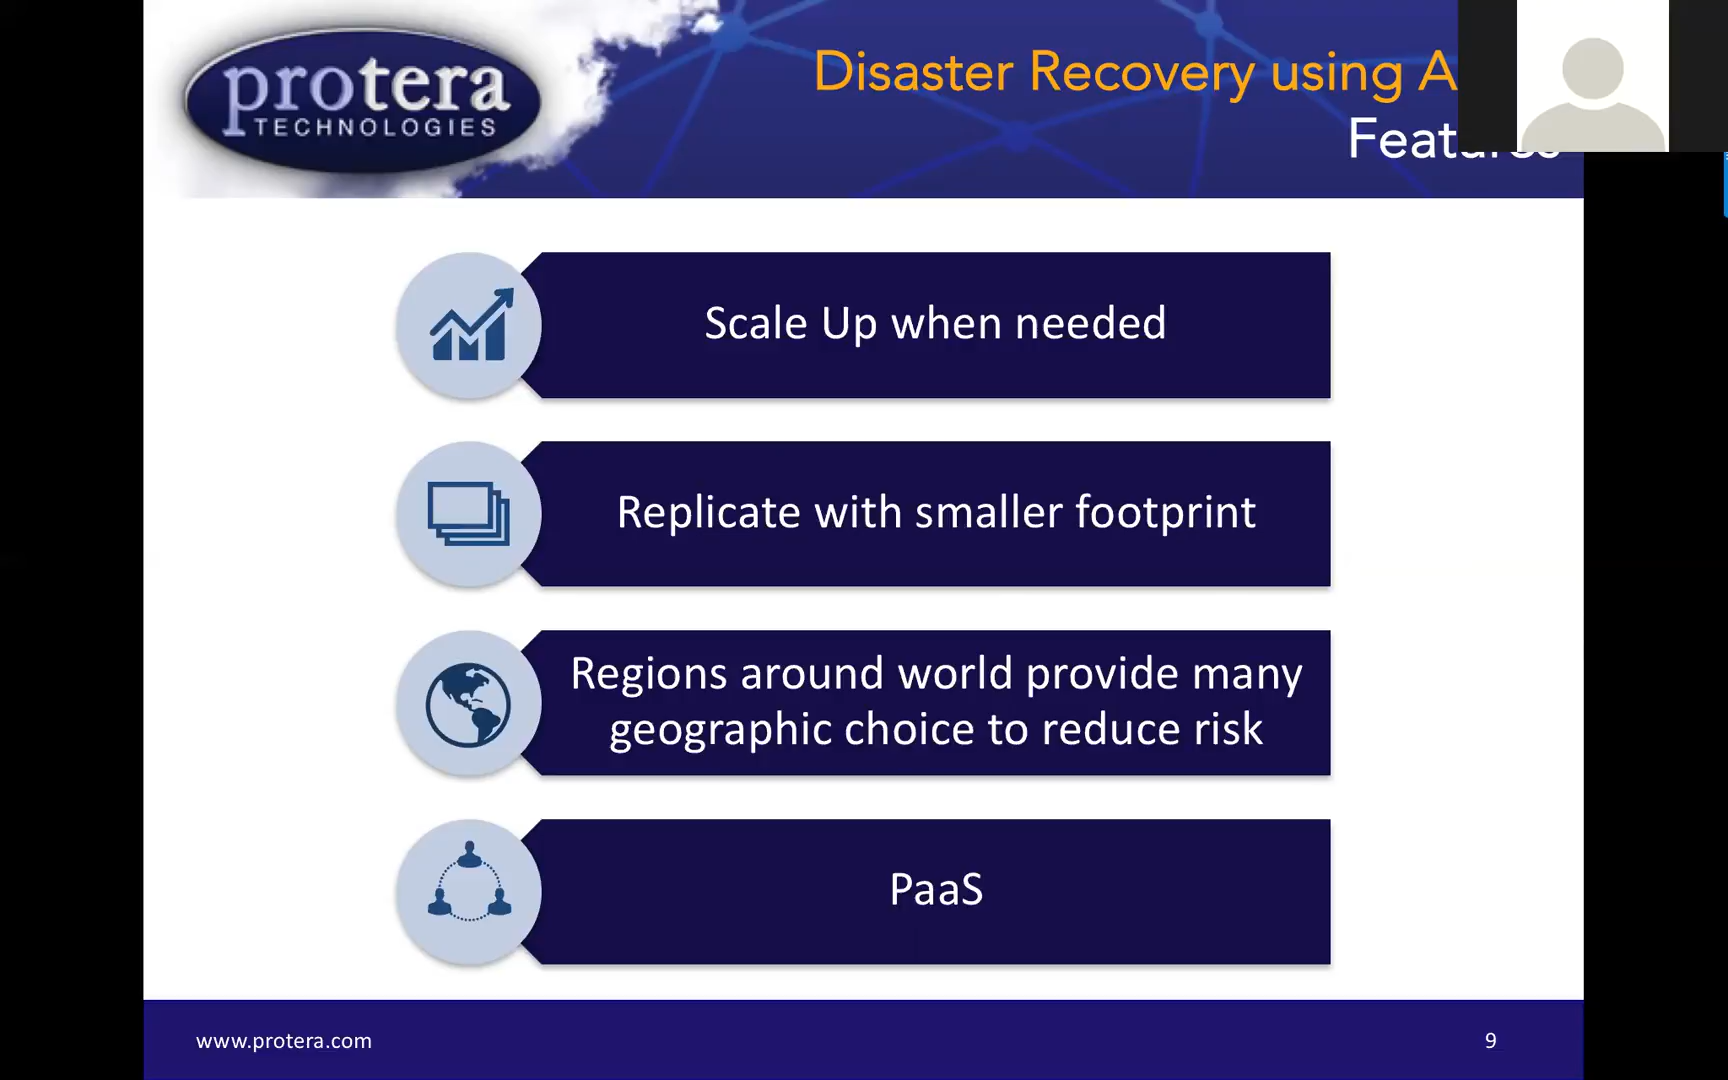 protera
TECHNOLOGIES
Disaster Recovery using
Features
Scale Up when needed
Replicate with smaller footprint
Regions around world provide many
geographic choice to reduce risk
PaaS
www.protera.com
9